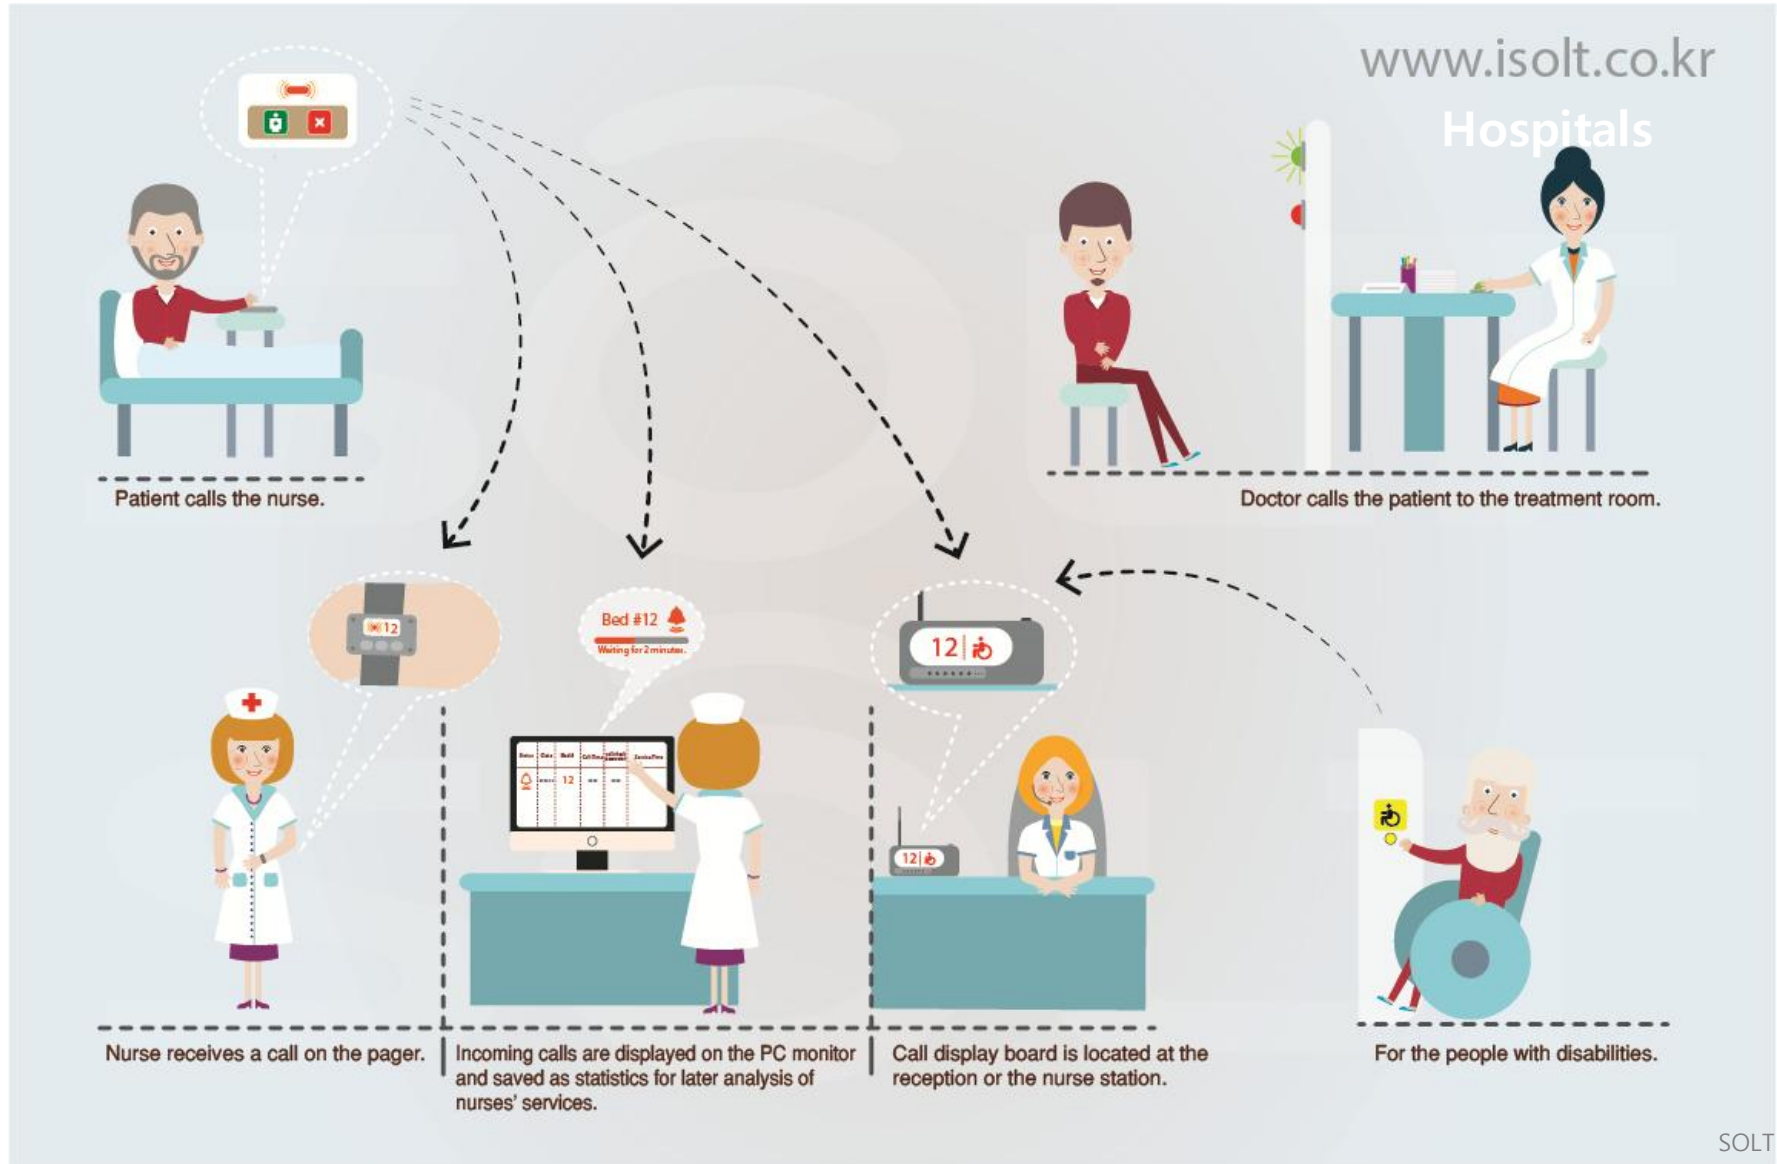 www.isolt.co.kr
Hospitals
Patient calls the nurse.
Doctor calls the patient to the treatment room.
12
Bed #12
Waiting for 2 minutes.
12
12
12
Nurse receives a call on the pager.
Incoming calls are displayed on the PC monitor
and saved as statistics for later analysis of
nurses' services.
Call display board is located at the
reception or the nurse station.
For the people with disabilities.
SOLT